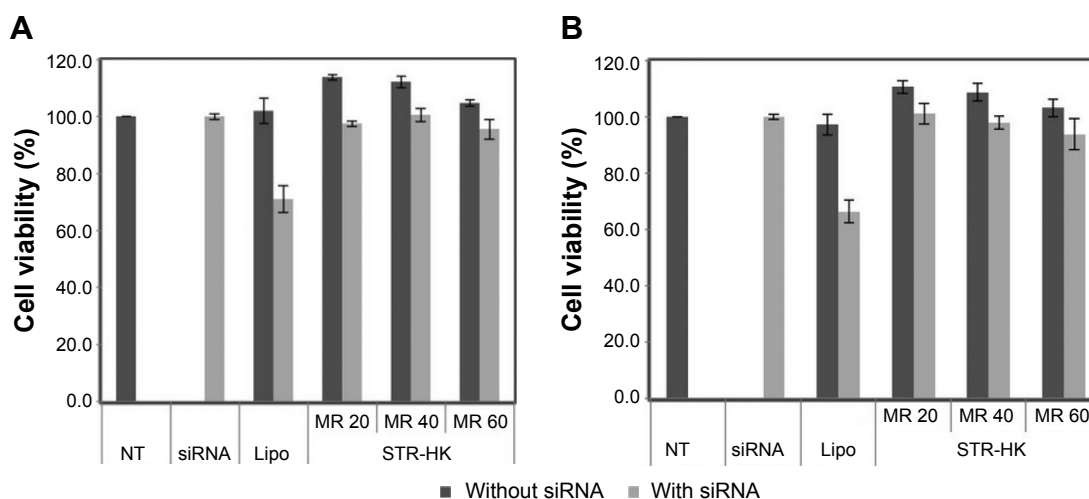 A
Cell viability (%)
120.0
100.0
80.0
60.0
40.0
20.0
0.0
MR 20 MR 40 MR 60
NT siRNA Lipo STR-HK
B
Cell viability (%)
120.0
100.0
80.0
60.0
40.0
20.0
0.0
MR 20 MR 40 MR 60
NT siRNA Lipo STR-HK
Without siRNA With siRNA